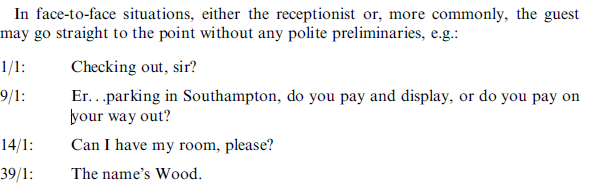 In face-to-face situations, either the receptionist or, more commonly, the guest
may go straight to the point without any polite preliminaries, e.g.:
1/1: Checking out, sir?
9/1: Er. . .parking in Southampton, do you pay and display, or do you pay on
your way out?
14/1: Can I have my room, please?
39/1: The name's Wood.